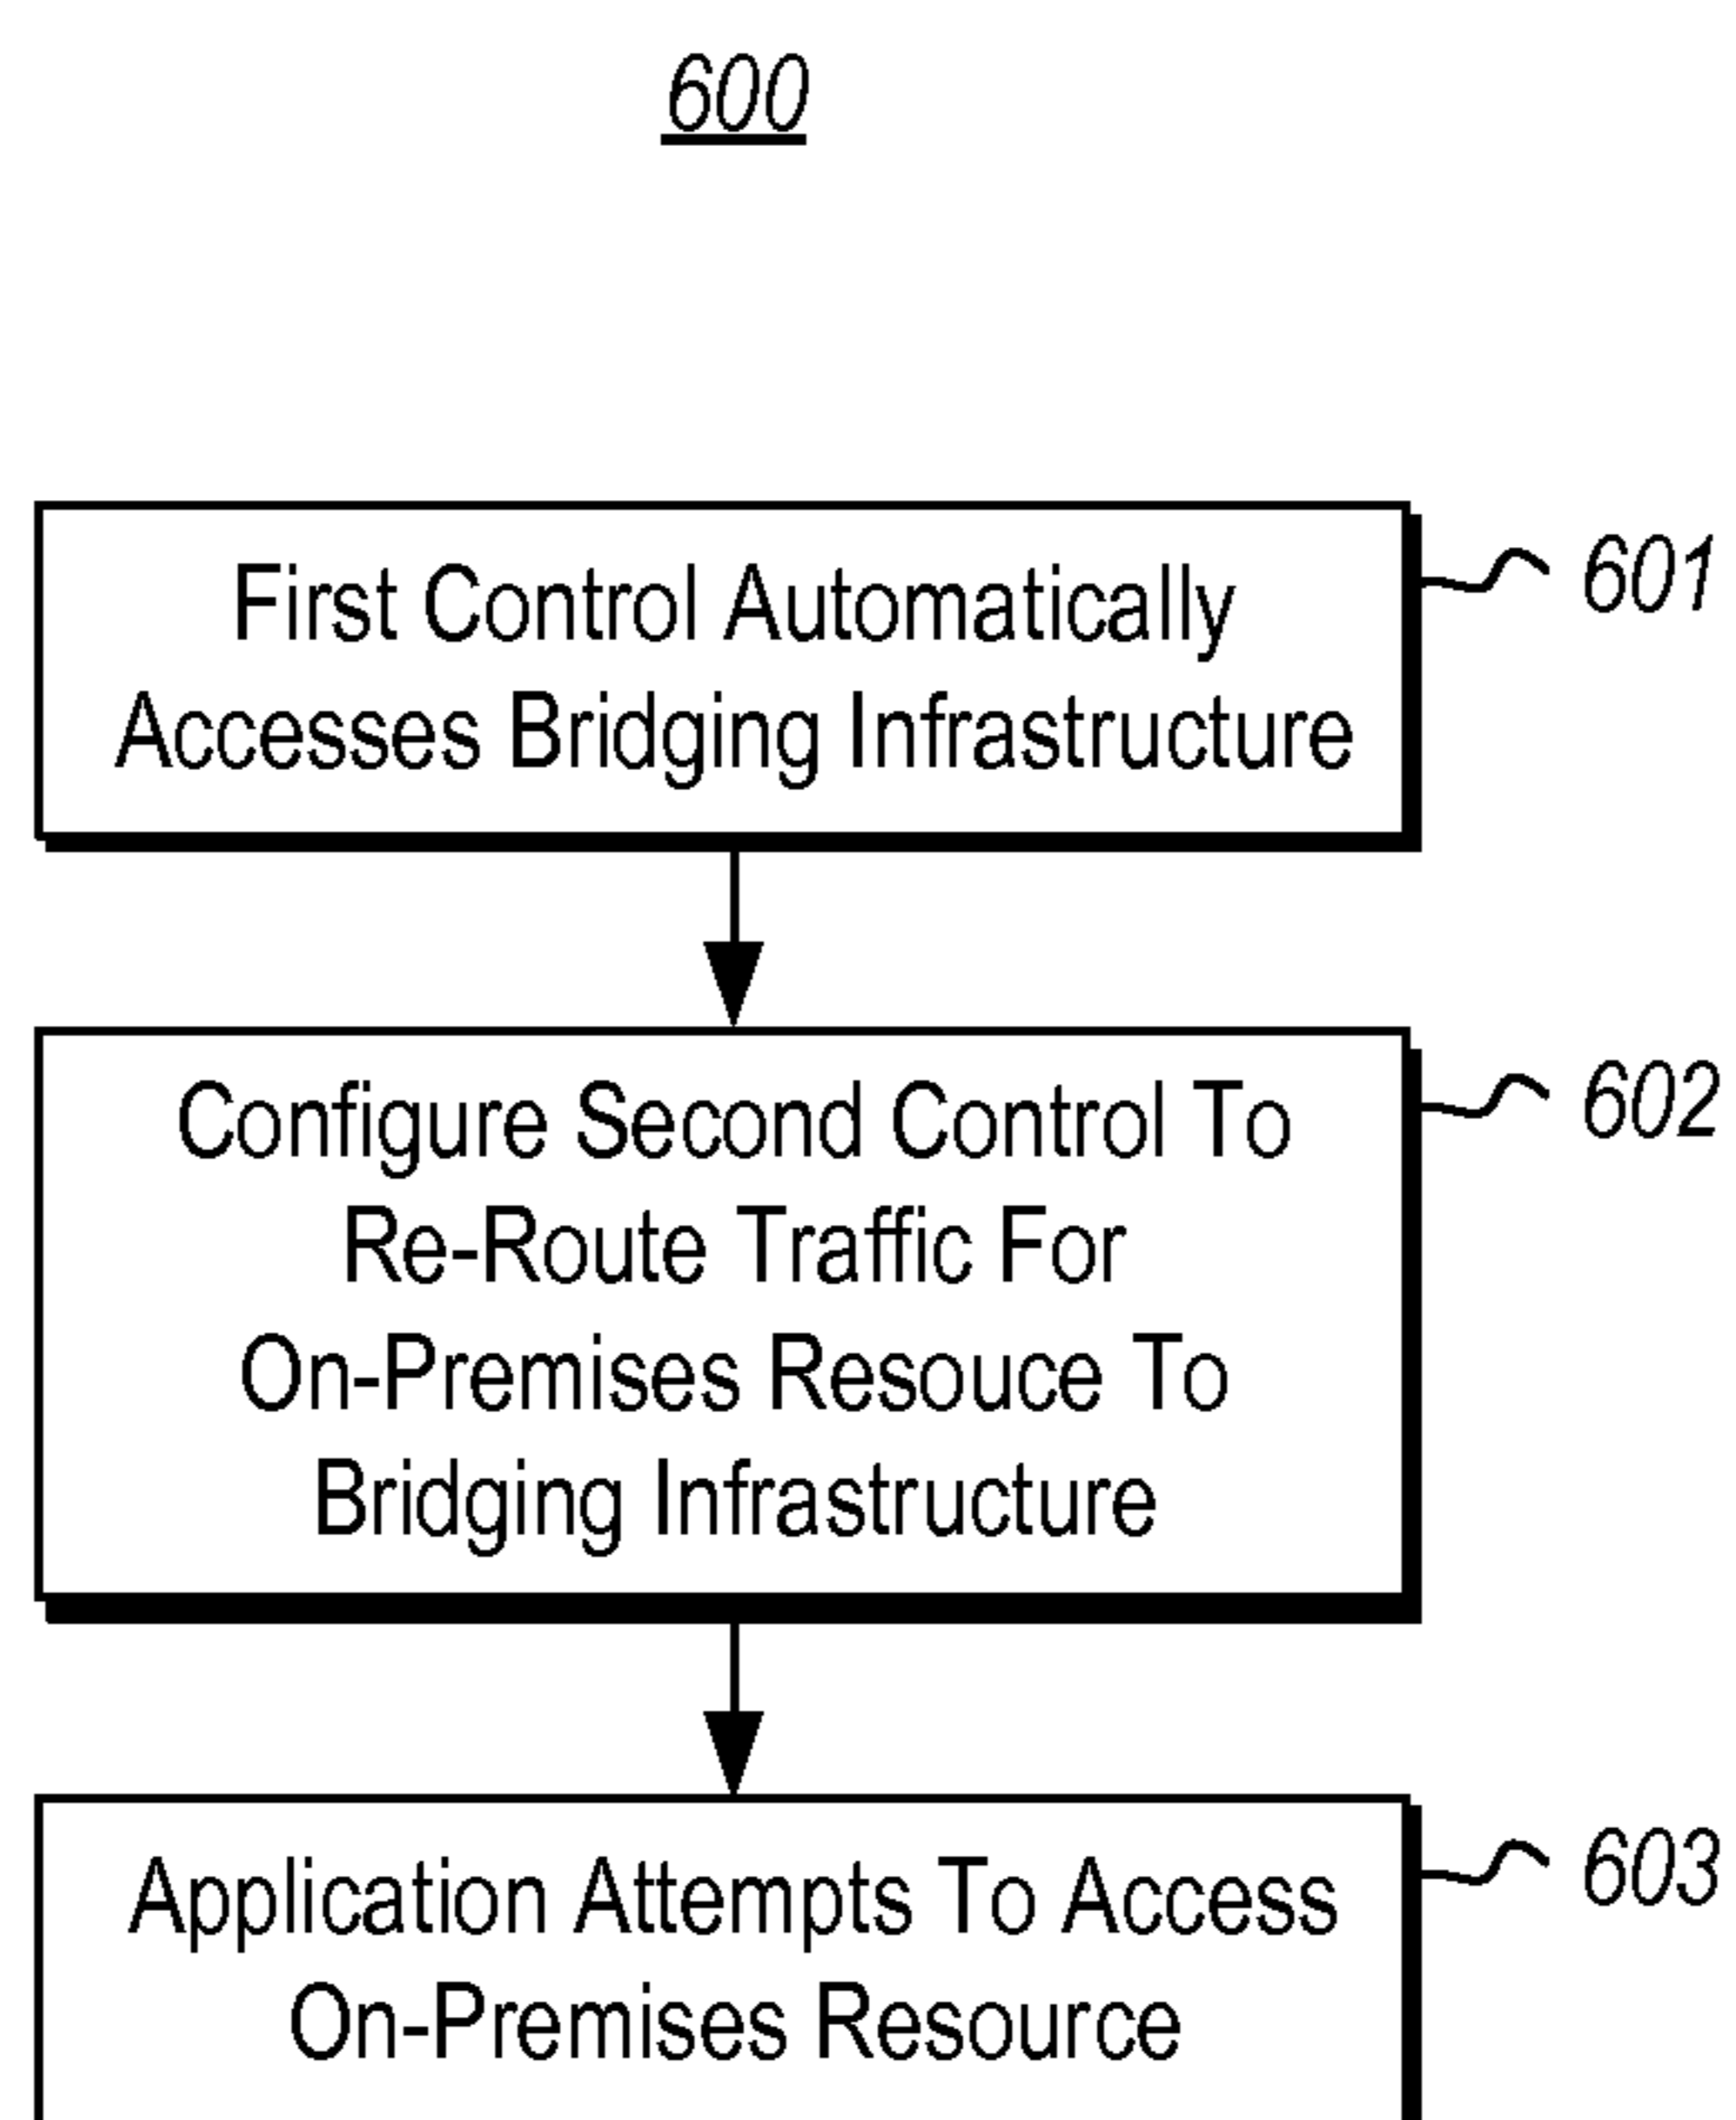 600
First Control Automatically
Accesses Bridging Infrastructure
601
Configure Second Control To
Re-Route Traffic For
On-Premises Resouce To
Bridging Infrastructure
602
Application Attempts To Access
On-Premises Resource
603